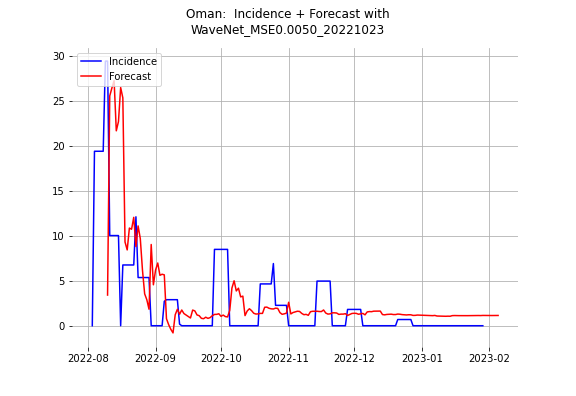 Oman:  Incidence + Forecast with
WaveNet_MSE0.0050_20221023
Incidence
Forecast
30
25
20
15
10
5
0
2022-08 2022-09 2022-10 2022-11 2022-12 2023-01 2023-02